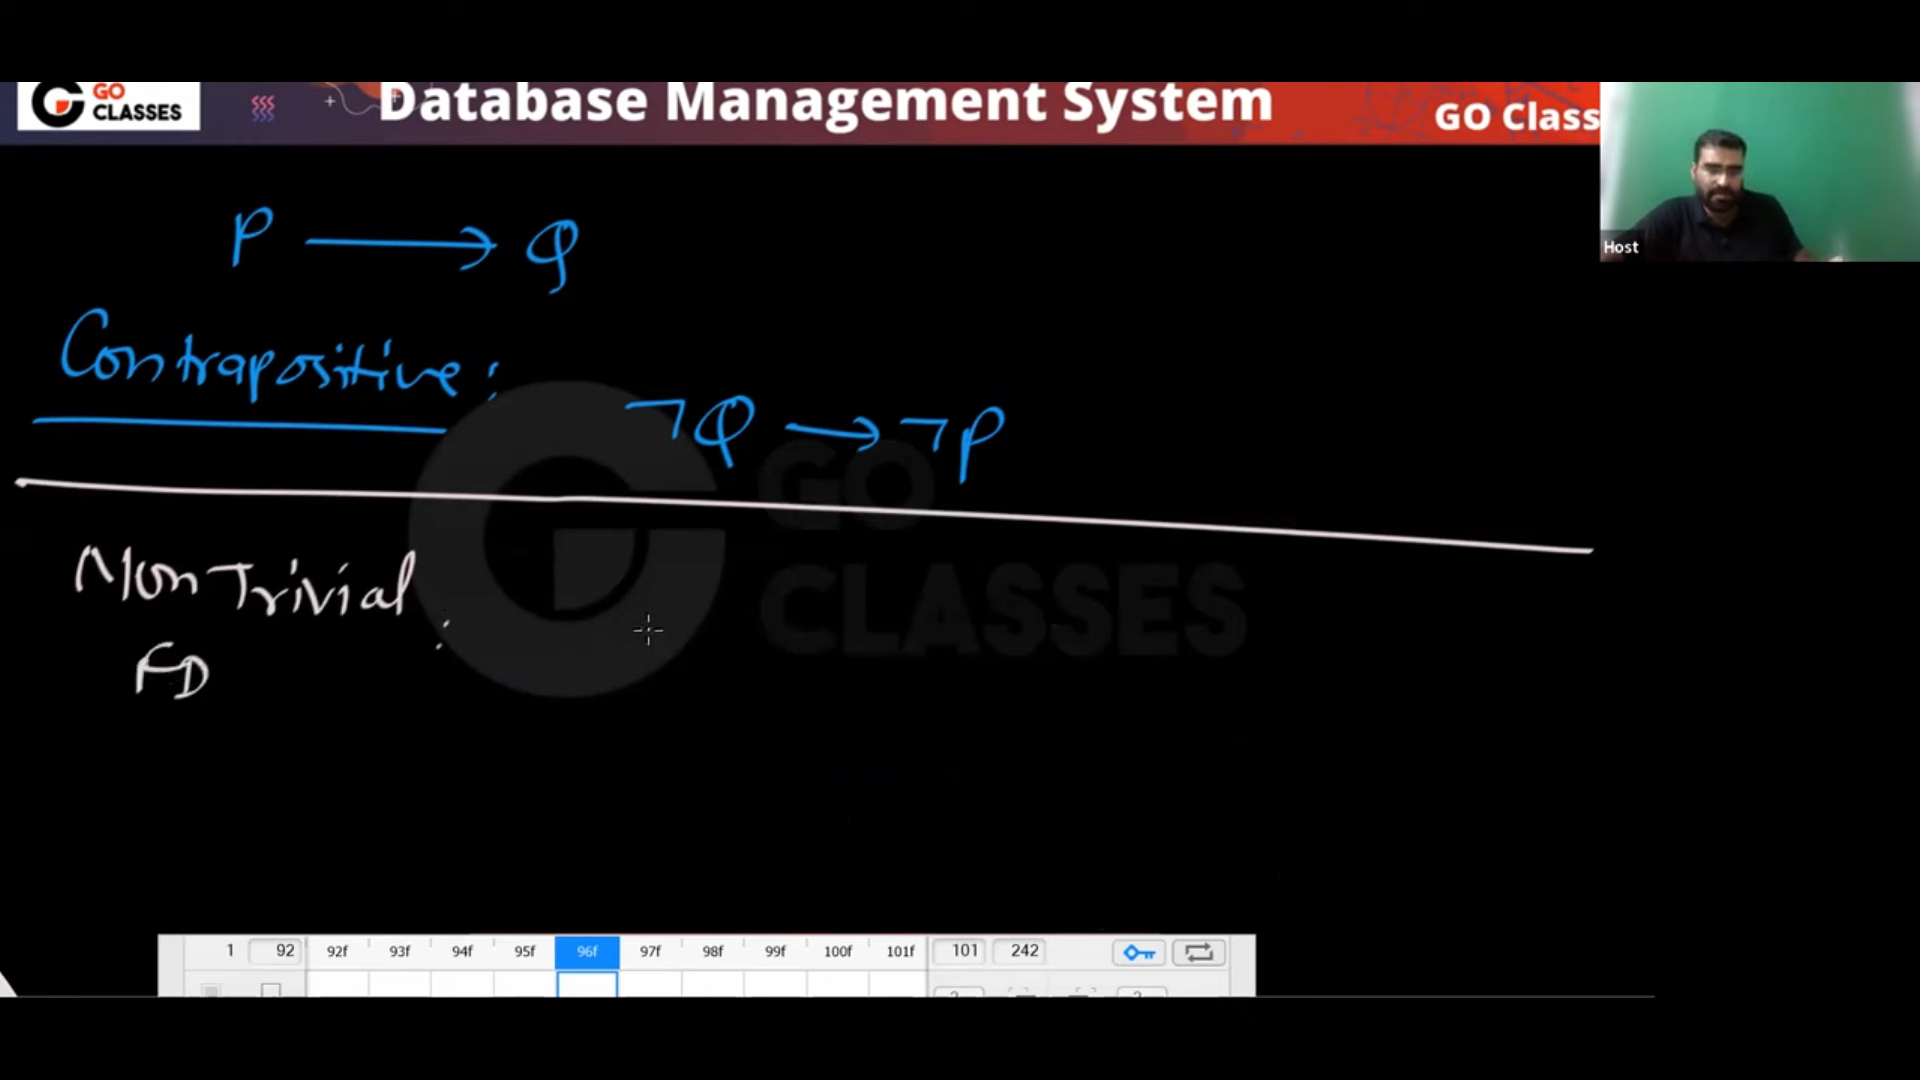 GO
CLASSES
Database Management System
GO Class
Host
P → Q
Contrapositive:
¬Q → ¬P
GO
CLASSES
Non Trivial :
FD
1 92 92f 93f 94f 95f 96f 97f 98f 99f 100f 101f 101 242